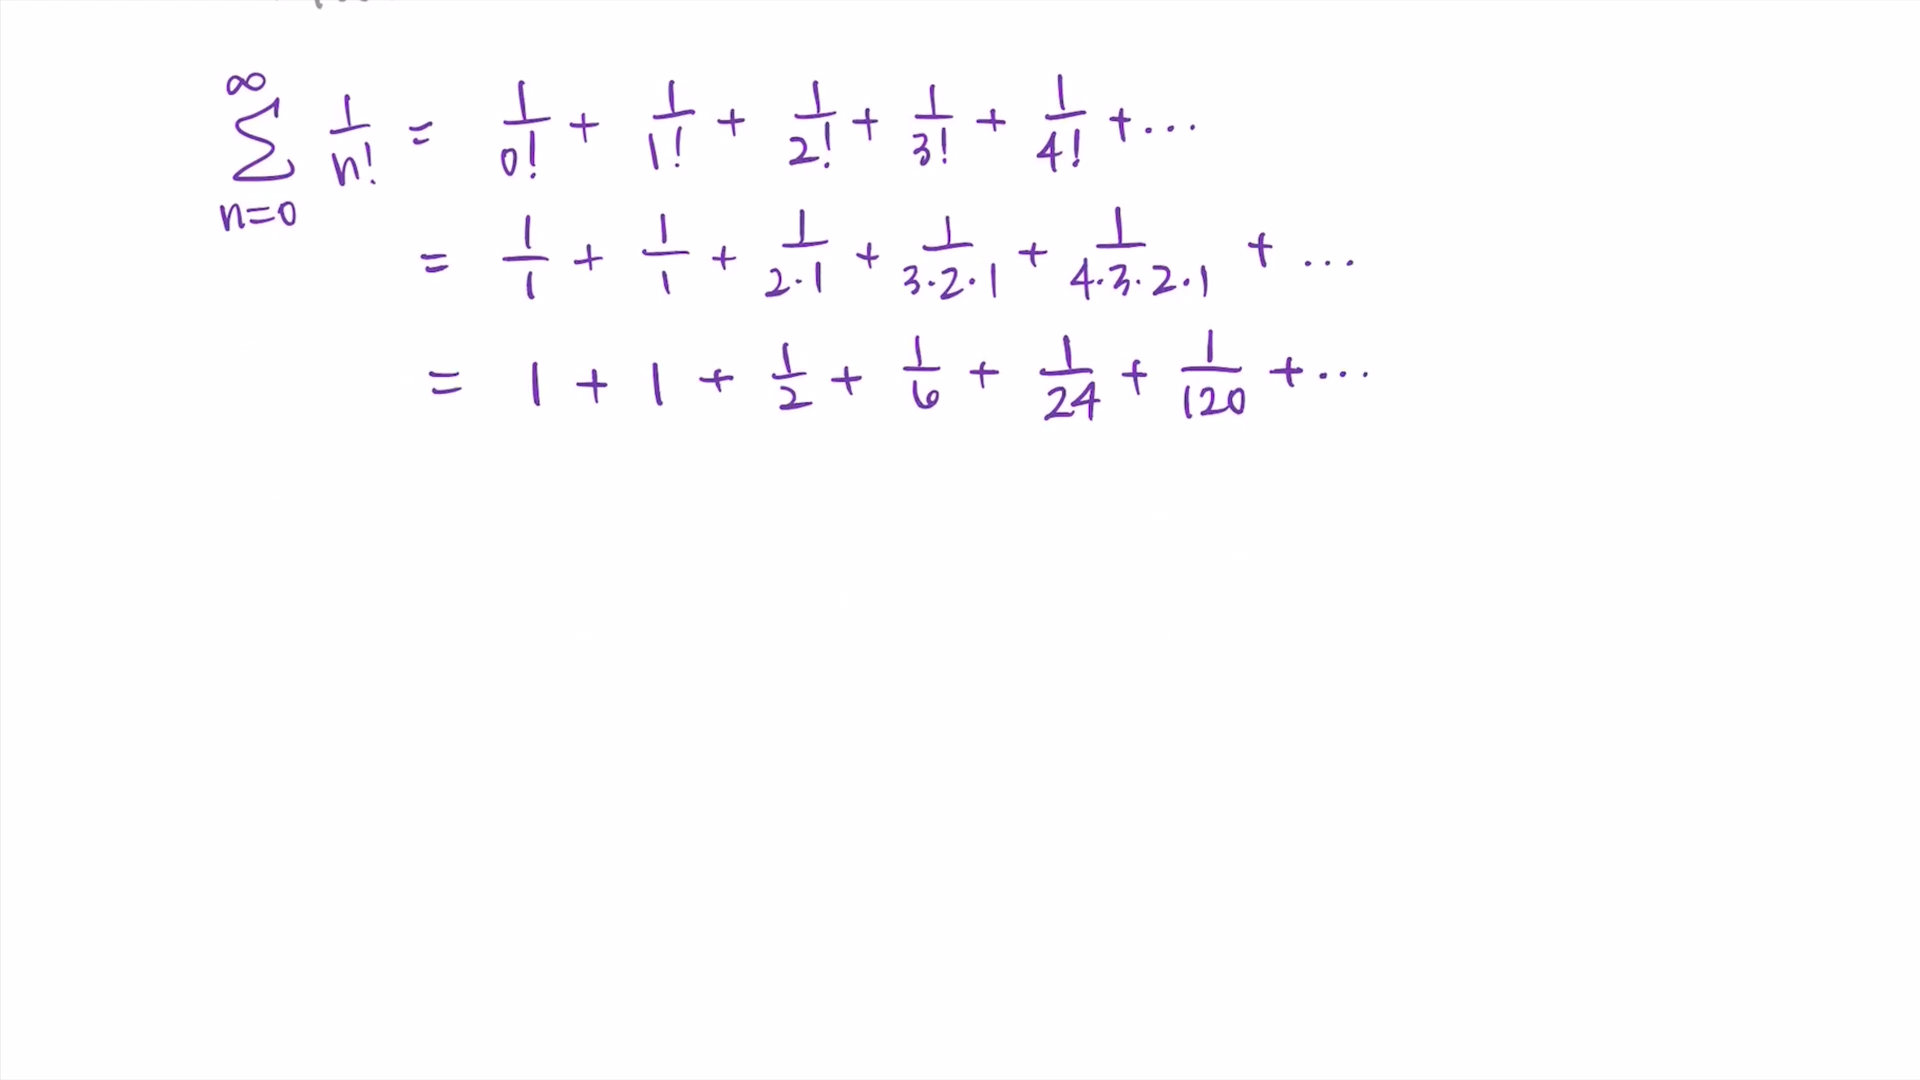 ∞
∑ 1/n! = 1/0! + 1/1! + 1/2! + 1/3! + 1/4! + ...
n=0
= 1/1 + 1/1 + 1/2·1 + 1/3·2·1 + 1/4·3·2·1 + ...
= 1 + 1 + 1/2 + 1/6 + 1/24 + 1/120 + ...